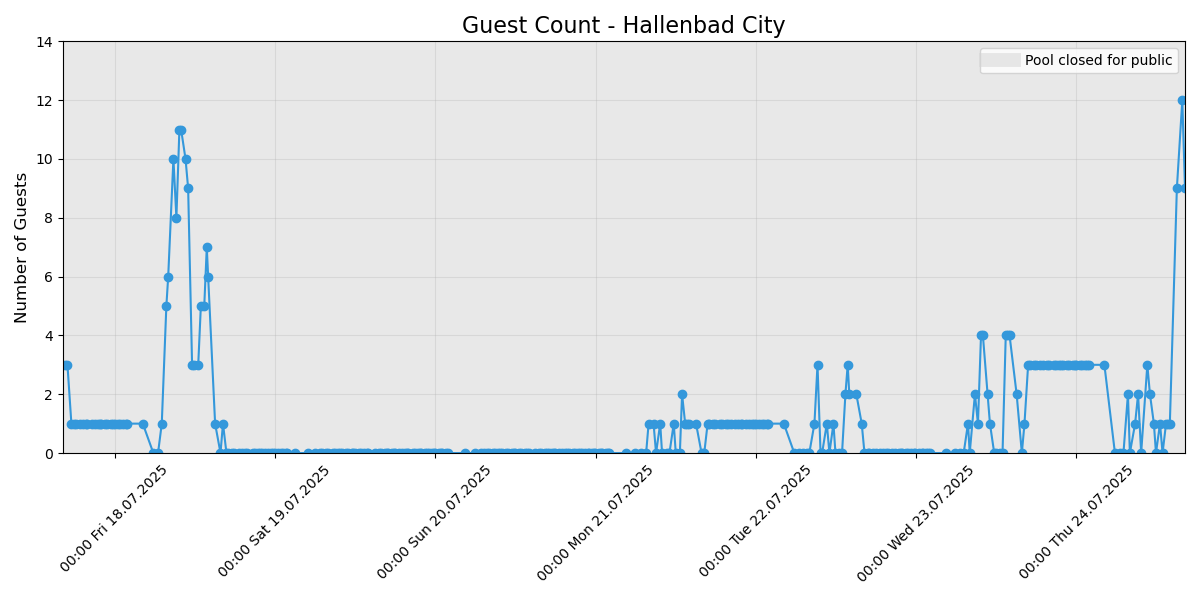 Guest Count - Hallenbad City
Pool closed for public
Number of Guests
14
12
10
8
6
4
2
0
00:00 Fri 18.07.2025
00:00 Sat 19.07.2025
00:00 Sun 20.07.2025
00:00 Mon 21.07.2025
00:00 Tue 22.07.2025
00:00 Wed 23.07.2025
00:00 Thu 24.07.2025